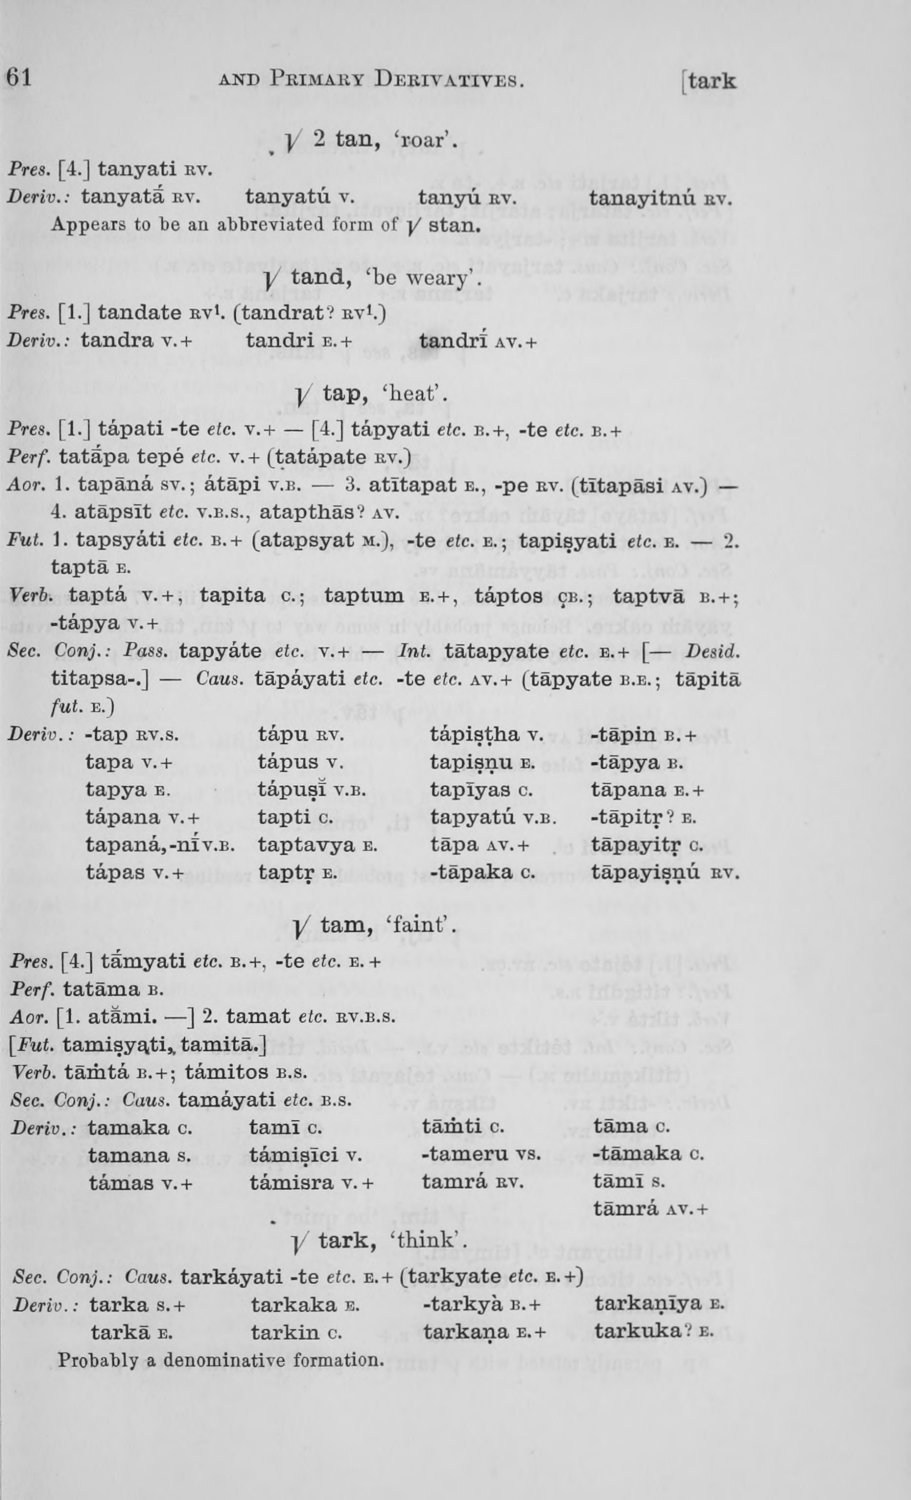 61 AND PRIMARY DERIVATIVES. [tark
√ 2 tan, ‘roar’.
Pres. [4.] tanyati RV.
Deriv.: tanyatā́ RV. tanyatú V. tanyú RV. tanayitnú RV.
Appears to be an abbreviated form of √ stan.
√ tand, ‘be weary’.
Pres. [1.] tandate RV¹. (tandrat? RV¹.)
Deriv.: tandra V.+ tandri E.+ tandrī́ AV.+
√ tap, ‘heat’.
Pres. [1.] tápati -te etc. V.+ — [4.] tápyati etc. B.+, -te etc. B.+
Perf. tatā́pa tepé etc. V.+ (tatápate RV.)
Aor. 1. tapāná SV.; átāpi V.B. — 3. atītapat E., -pe RV. (tītapāsi AV.) —
4. atāpsīt etc. V.B.S., atapthās? AV.
Fut. 1. tapsyáti etc. B.+ (atapsyat M.), -te etc. E.; tapiṣyati etc. E. — 2.
taptā E.
Verb. taptá V.+, tapita C.; taptum E.+, táptos ÇB.; taptvā B.+;
-tápya V.+
Sec. Conj.: Pass. tapyáte etc. V.+ — Int. tātapyate etc. E.+ [— Desid.
titapsa-.] — Caus. tāpáyati etc. -te etc. AV.+ (tāpyate B.E.; tāpitā
fut. E.)
Deriv.: -tap RV.S. tápu RV. tápiṣṭha V. -tāpin B.+
tapa V.+ tápus V. tapiṣṇu E. -tāpya B.
tapya E. tápuṣī̆ V.B. tapīyas C. tāpana E.+
tápana V.+ tapti C. tapyatú V.B. -tāpitṛ? E.
tapaná,-nī́ V.B. taptavya E. tāpa AV.+ tāpayitṛ C.
tápas V.+ taptṛ E. -tāpaka C. tāpayiṣṇú RV.
√ tam, ‘faint’.
Pres. [4.] tā́myati etc. B.+, -te etc. E.+
Perf. tatāma B.
Aor. [1. atā̆mi. —] 2. tamat etc. RV.B.S.
[Fut. tamiṣyati, tamitā.]
Verb. tāṁtá B.+; támitos B.S.
Sec. Conj.: Caus. tamáyati etc. B.S.
Deriv.: tamaka C. tamī C. tāṁti C. tāma C.
tamana S. támiṣīci V. -tameru VS. -tāmaka C.
támas V.+ támisra V.+ tamrá RV. tāmī S.
tāmrá AV.+
√ tark, ‘think’.
Sec. Conj.: Caus. tarkáyati -te etc. E.+ (tarkyate etc. E.+)
Deriv.: tarka S.+ tarkaka E. -tarkyà B.+ tarkaṇīya E.
tarkā E. tarkin C. tarkaṇa E.+ tarkuka? E.
Probably a denominative formation.